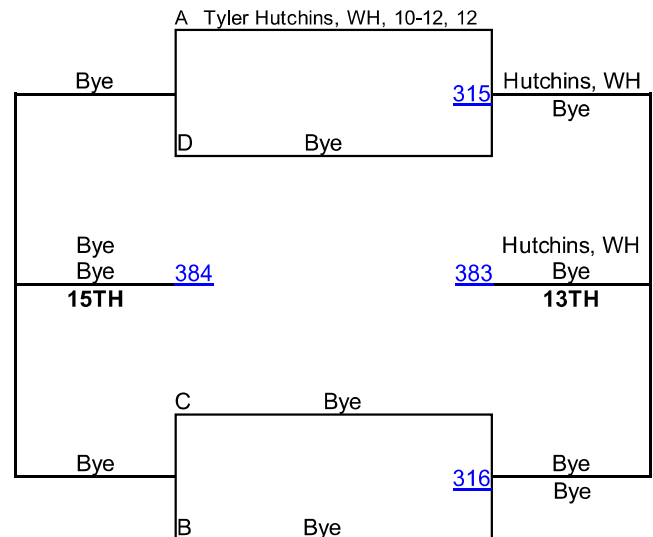 A Tyler Hutchins, WH, 10-12, 12
Bye
315
Hutchins, WH
Bye
D
Bye
Bye
Bye
384
15TH
Hutchins, WH
383
Bye
13TH
C
Bye
Bye
316
Bye
Bye
B
Bye